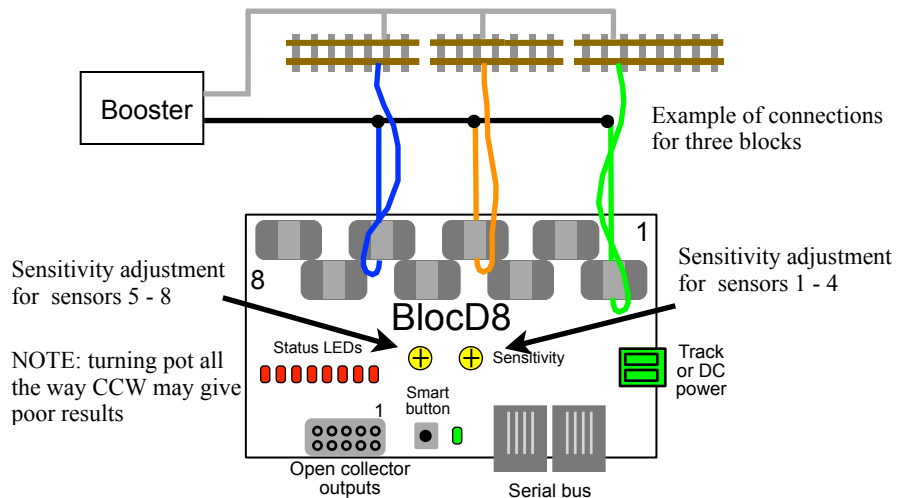 Booster
Example of connections
for three blocks
1
Sensitivity adjustment
for sensors 5 - 8
8
Sensitivity adjustment
for sensors 1 - 4
BlocD8
Status LEDs
Sensitivity
NOTE: turning pot all
the way CCW may give
poor results
Track
or DC
power
Smart
button
1
Open collector
outputs
Serial bus